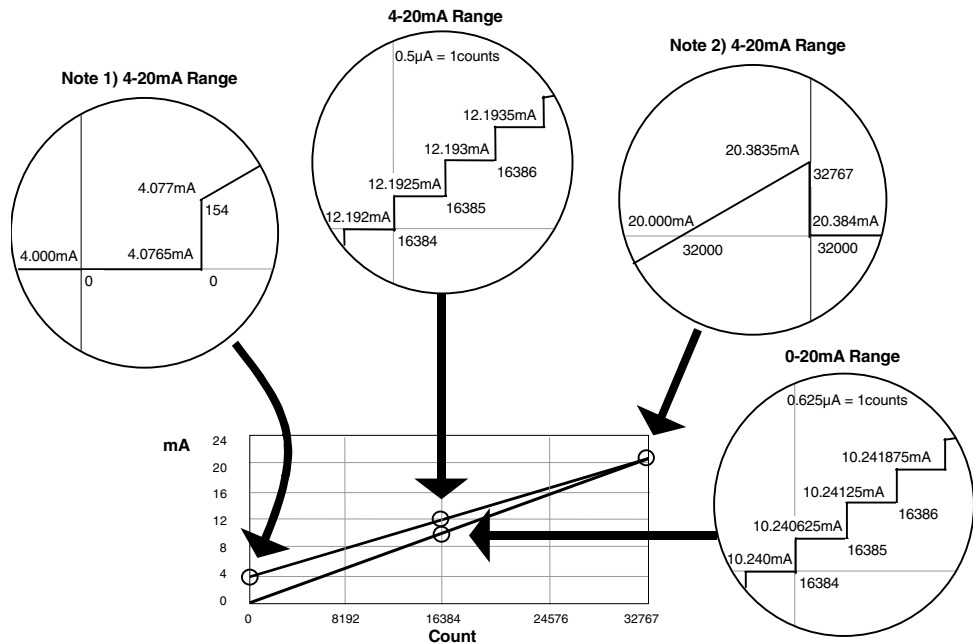 4-20mA Range
0.5µA = 1counts
12.1935mA
12.193mA
16386
12.1925mA
16385
12.192mA
16384
Note 1) 4-20mA Range
4.077mA
154
4.000mA
4.0765mA
0
0
Note 2) 4-20mA Range
20.3835mA
32767
20.000mA
20.384mA
32000
32000
0-20mA Range
0.625µA = 1counts
10.241875mA
10.24125mA
16386
10.240625mA
16385
10.240mA
16384
mA
24
20
16
12
8
4
0
0 8192 16384 24576 32767
Count